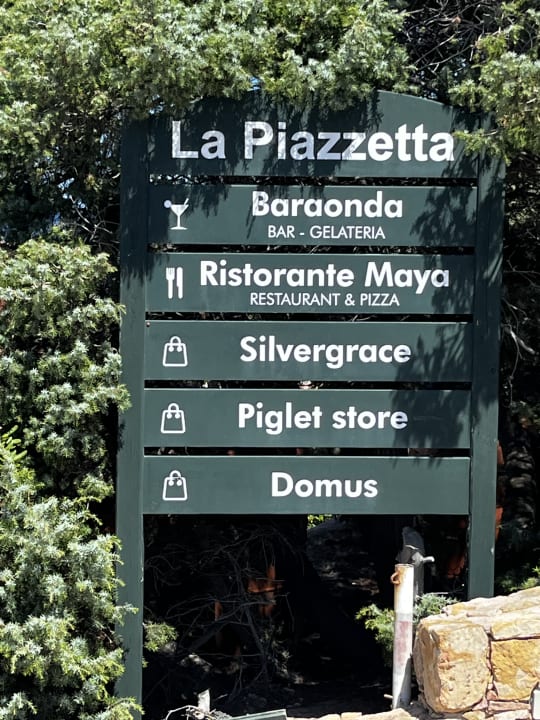 La Piazzetta
Baraonda
BAR - GELATERIA
Ristorante Maya
RESTAURANT & PIZZA
Silvergrace
Piglet store
Domus